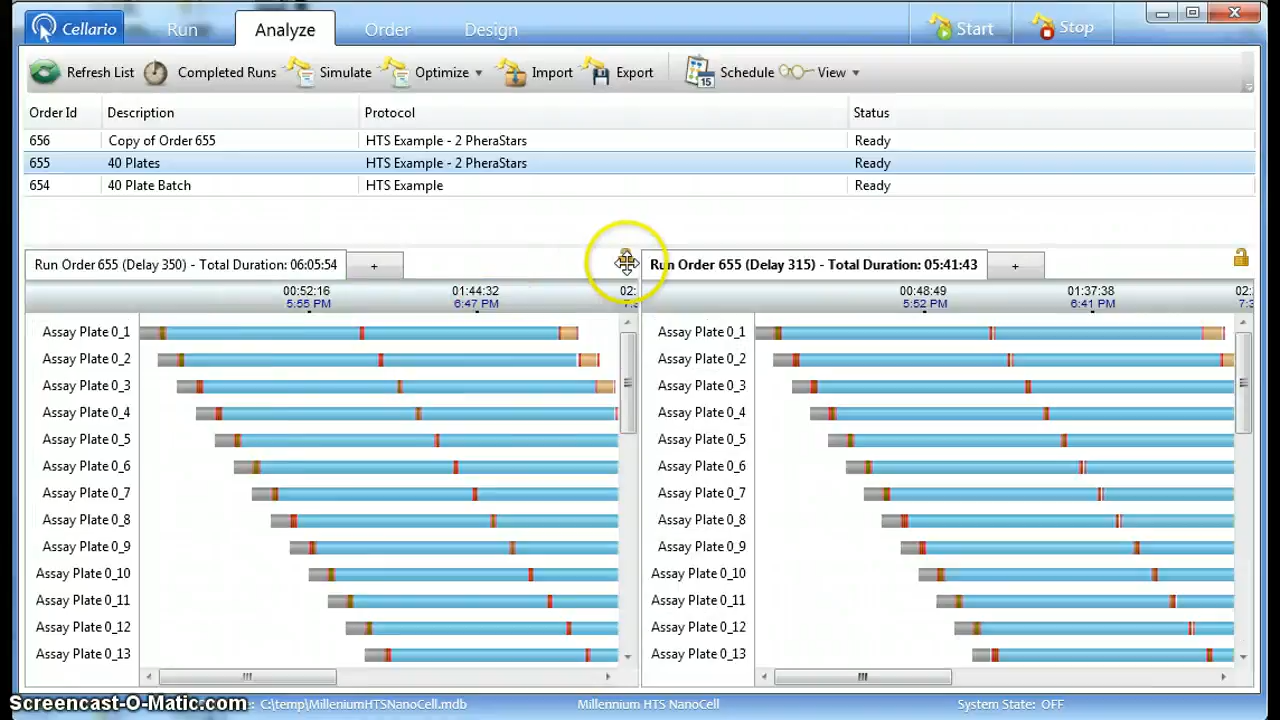 Cellario Run Analyze Order Design Start Stop
Refresh List Completed Runs Simulate Optimize Import Export 15 Schedule View
Order Id Description Protocol Status
656 Copy of Order 655 HTS Example - 2 PheraStars Ready
655 40 Plates HTS Example - 2 PheraStars Ready
654 40 Plate Batch HTS Example Ready
Run Order 655 (Delay 350) - Total Duration: 06:05:54 +
00:52:16 01:44:32 02:
5:55 PM 6:47 PM
Assay Plate 0_1
Assay Plate 0_2
Assay Plate 0_3
Assay Plate 0_4
Assay Plate 0_5
Assay Plate 0_6
Assay Plate 0_7
Assay Plate 0_8
Assay Plate 0_9
Assay Plate 0_10
Assay Plate 0_11
Assay Plate 0_12
Assay Plate 0_13
Run Order 655 (Delay 315) - Total Duration: 05:41:43 +
00:48:49 01:37:38 02:
5:52 PM 6:41 PM
Assay Plate 0_1
Assay Plate 0_2
Assay Plate 0_3
Assay Plate 0_4
Assay Plate 0_5
Assay Plate 0_6
Assay Plate 0_7
Assay Plate 0_8
Assay Plate 0_9
Assay Plate 0_10
Assay Plate 0_11
Assay Plate 0_12
Assay Plate 0_13
Screencast-O-Matic.com C:\temp\MilleniumHTSNanoCell.mdb Millennium HTS NanoCell System State: OFF